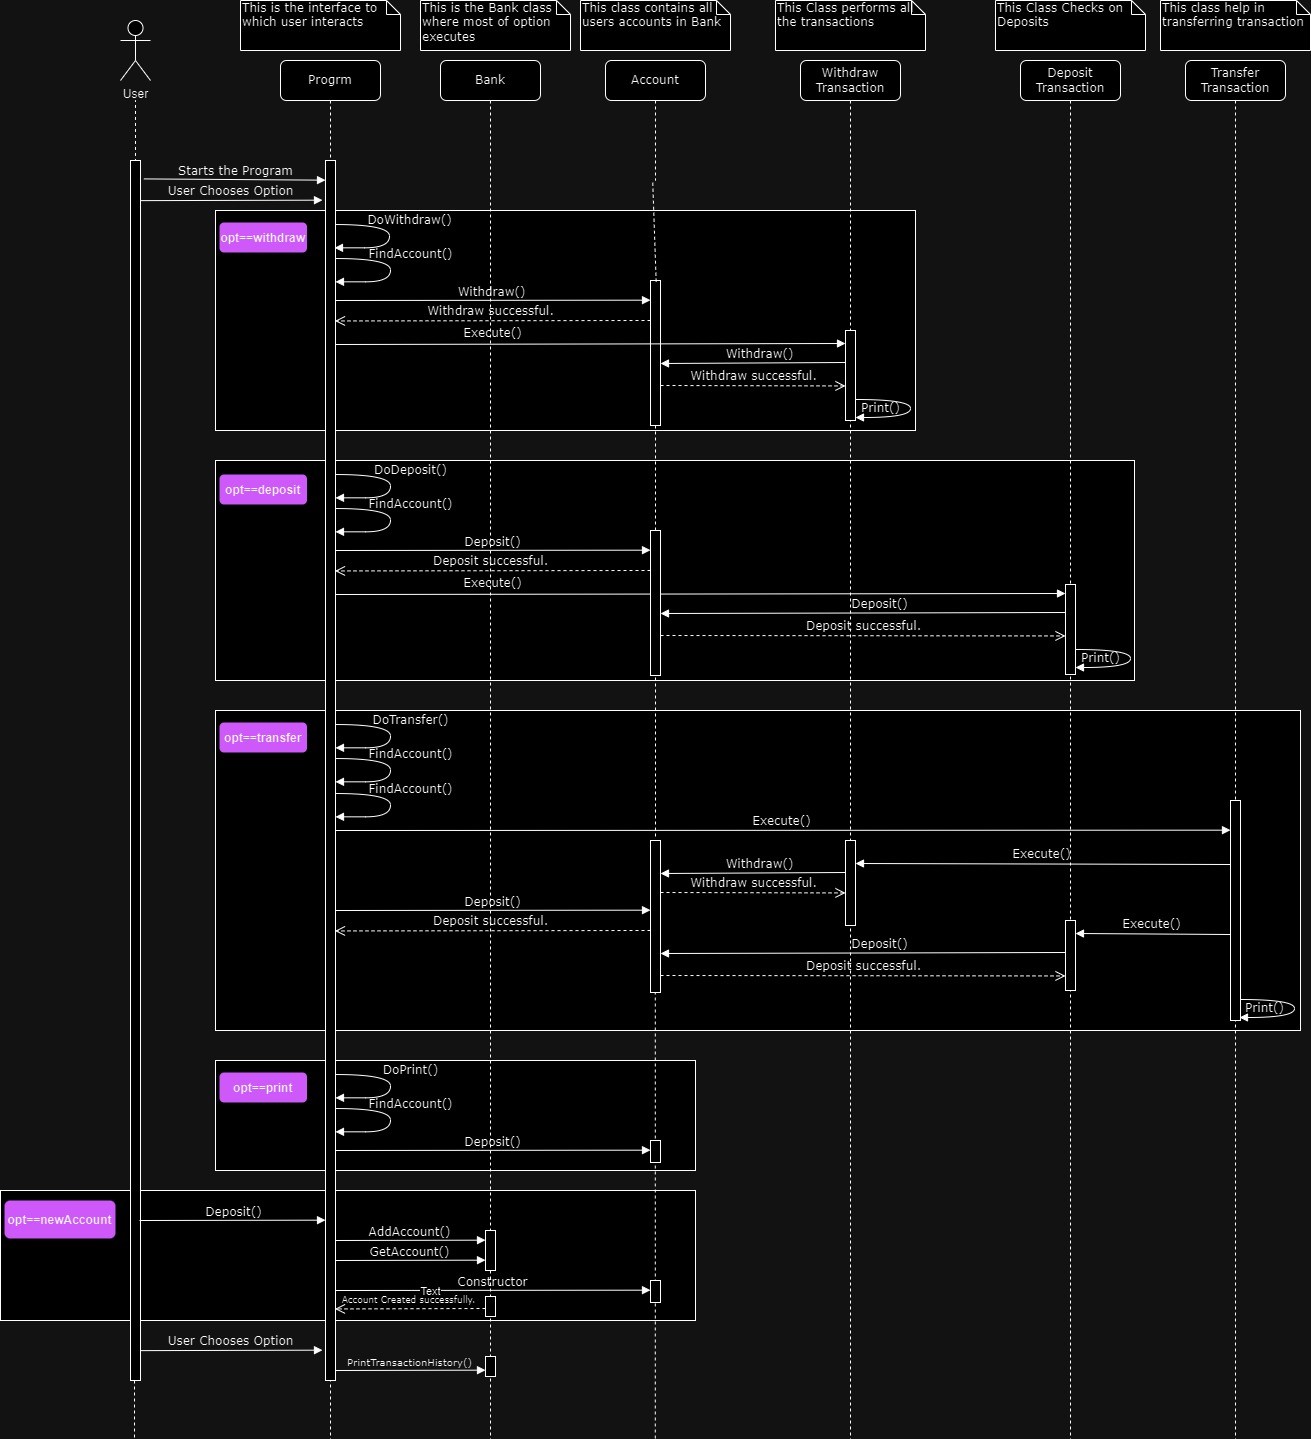 This is the interface to
which user interacts
This is the Bank class
where most of option
executes
This class contains all
users accounts in Bank
This Class performs al
the transactions
This Class Checks on
Deposits
This class help in
transferring transaction
User
Progrm
Bank
Account
Withdraw
Transaction
Deposit
Transaction
Transfer
Transaction
Starts the Program
User Chooses Option
opt==withdraw
DoWithdraw()
FindAccount()
Withdraw()
Withdraw successful.
Execute()
Withdraw()
Withdraw successful.
Print()
opt==deposit
DoDeposit()
FindAccount()
Deposit()
Deposit successful.
Execute()
Deposit()
Deposit successful.
Print()
opt==transfer
DoTransfer()
FindAccount()
FindAccount()
Execute()
Execute()
Withdraw()
Withdraw successful.
Deposit()
Deposit successful.
Execute()
Deposit()
Deposit successful.
Print()
opt==print
DoPrint()
FindAccount()
Deposit()
opt==newAccount
Deposit()
AddAccount()
GetAccount()
Constructor
Text
Account Created successfully.
User Chooses Option
PrintTransactionHistory()